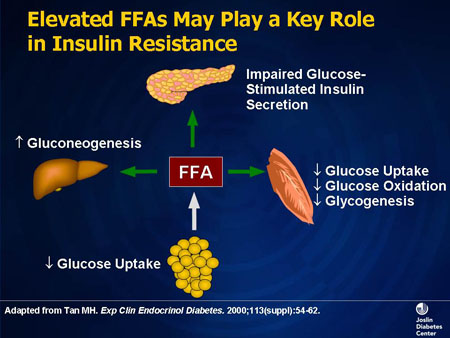 Elevated FFAs May Play a Key Role
in Insulin Resistance
Impaired Glucose-
Stimulated Insulin
Secretion
↑ Gluconeogenesis
FFA
↓ Glucose Uptake
↓ Glucose Oxidation
↓ Glycogenesis
↓ Glucose Uptake
Adapted from Tan MH. Exp Clin Endocrinol Diabetes. 2000;113(suppl):54-62.
Joslin
Diabetes
Center